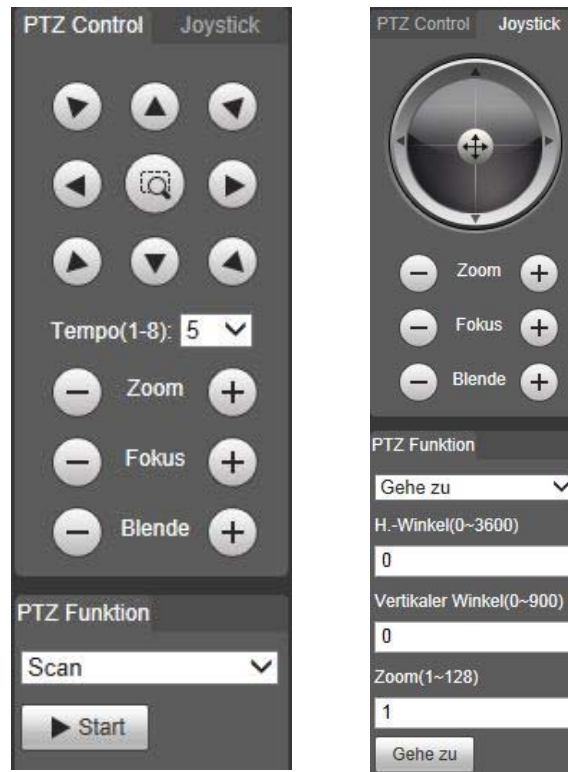 PTZ Control Joystick
Tempo(1-8): 5
Zoom
Fokus
Blende
PTZ Funktion
Scan
Start
PTZ Control Joystick
Zoom
Fokus
Blende
PTZ Funktion
Gehe zu
H.-Winkel(0~3600)
0
Vertikaler Winkel(0~900)
0
Zoom(1~128)
1
Gehe zu